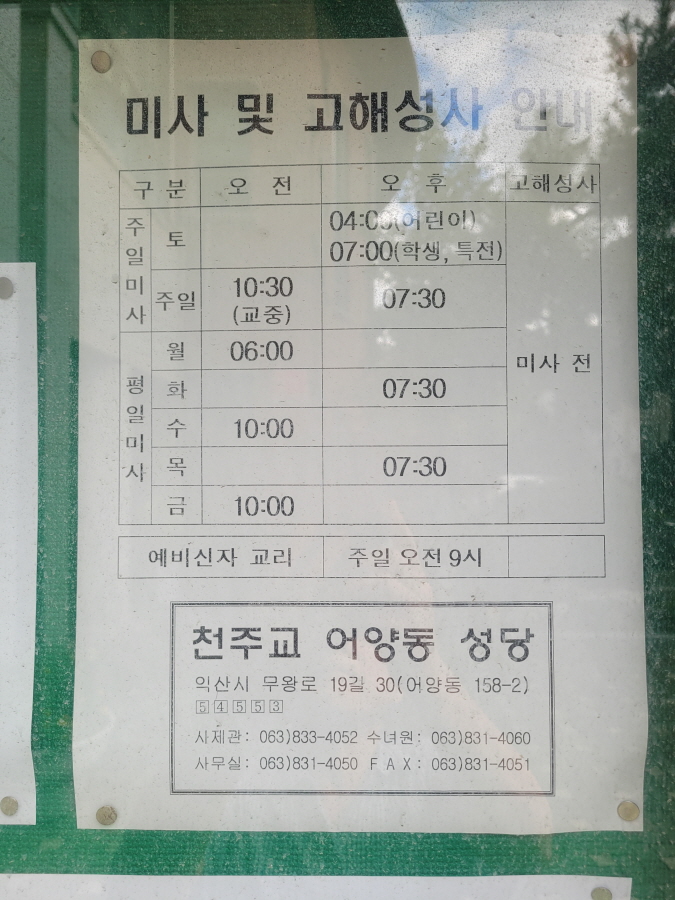 미사 및 고해성사 안내
구 분 오 전 오 후 고해성사
주일미사 토 04:00(어린이)
07:00(학생, 특전)
주일 10:30 07:30
(교중)
평일미사 월 06:00
미사 전
화 07:30
수 10:00
목 07:30
금 10:00
예비신자 교리 주일 오전 9시
천주교 어양동 성당
익산시 무왕로 19길 30(어양동 158-2)
54553
사제관: 063)833-4052 수녀원: 063)831-4060
사무실: 063)831-4050 F A X : 063)831-4051